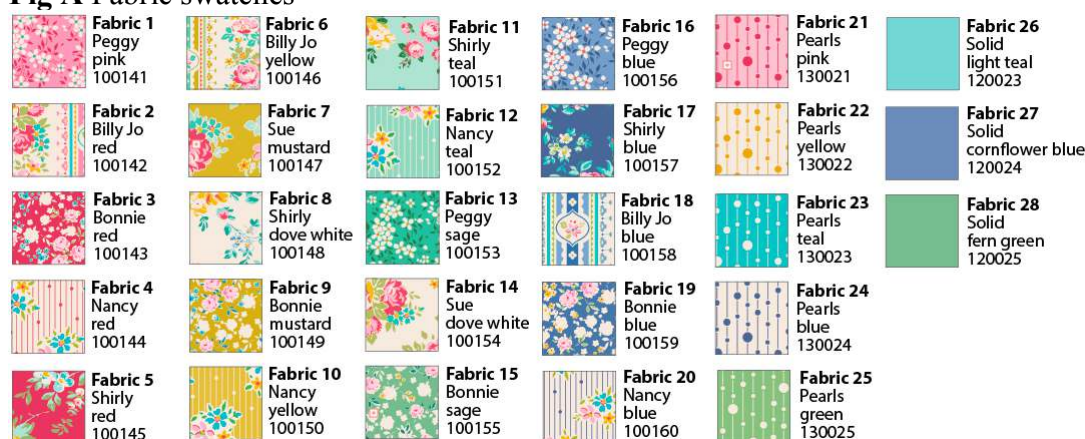 Fig A Fabric swatches
Fabric 1
Peggy
pink
100141
Fabric 2
Billy Jo
red
100142
Fabric 3
Bonnie
red
100143
Fabric 4
Nancy
red
100144
Fabric 5
Shirly
red
100145
Fabric 6
Billy Jo
yellow
100146
Fabric 7
Sue
mustard
100147
Fabric 8
Shirly
dove white
100148
Fabric 9
Bonnie
mustard
100149
Fabric 10
Nancy
yellow
100150
Fabric 11
Shirly
teal
100151
Fabric 12
Nancy
teal
100152
Fabric 13
Peggy
sage
100153
Fabric 14
Sue
dove white
100154
Fabric 15
Bonnie
sage
100155
Fabric 16
Peggy
blue
100156
Fabric 17
Shirly
blue
100157
Fabric 18
Billy Jo
blue
100158
Fabric 19
Bonnie
blue
100159
Fabric 20
Nancy
blue
100160
Fabric 21
Pearls
pink
130021
Fabric 22
Pearls
yellow
130022
Fabric 23
Pearls
teal
130023
Fabric 24
Pearls
blue
130024
Fabric 25
Pearls
green
130025
Fabric 26
Solid
light teal
120023
Fabric 27
Solid
cornflower blue
120024
Fabric 28
Solid
fern green
120025